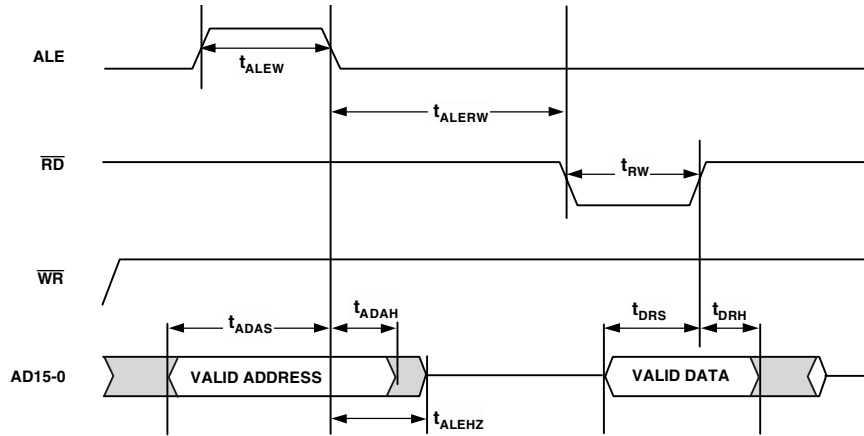 ALE
tALEW
tALERW
RD
tRW
WR
tADAS
tADAH
tDRS
tDRH
AD15-0
VALID ADDRESS
VALID DATA
tALEHZ